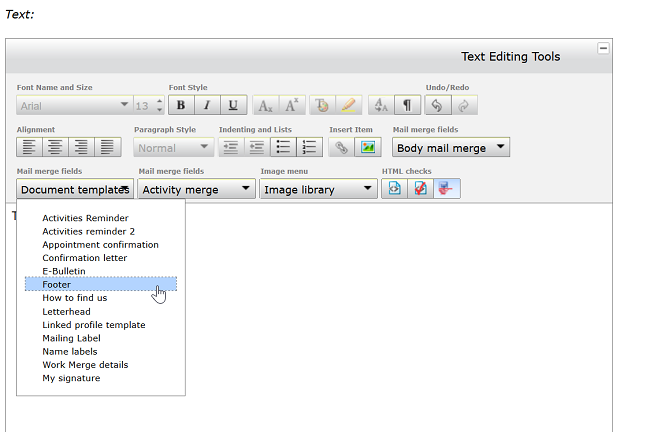 Text:
Text Editing Tools
Font Name and Size Font Style Undo/Redo
Arial 13 B I U Ax Ax A A ¶
Alignment Paragraph Style Indenting and Lists Insert Item Mail merge fields
Normal Body mail merge
Mail merge fields Mail merge fields Image menu HTML checks
Document templates Activity merge Image library
T
Activities Reminder
Activities reminder 2
Appointment confirmation
Confirmation letter
E-Bulletin
Footer
How to find us
Letterhead
Linked profile template
Mailing Label
Name labels
Work Merge details
My signature